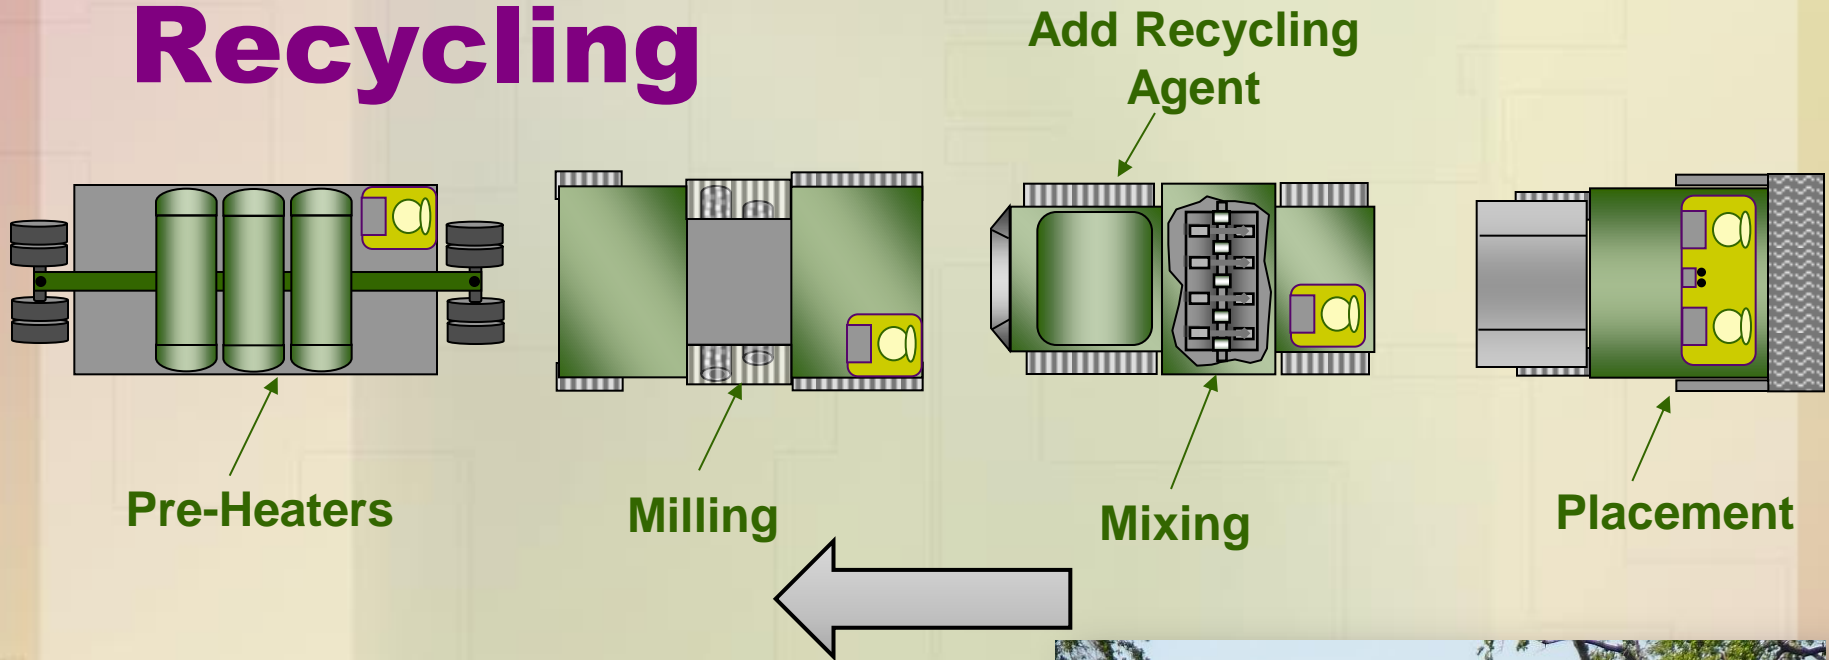 Recycling
Add Recycling
Agent
Pre-Heaters
Milling
Mixing
Placement